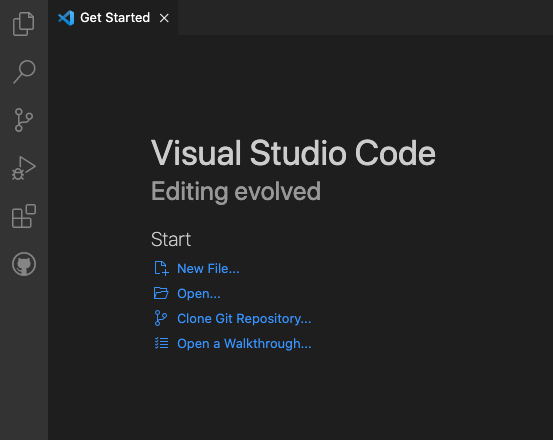 Get Started
Visual Studio Code
Editing evolved
Start
New File...
Open...
Clone Git Repository...
Open a Walkthrough...